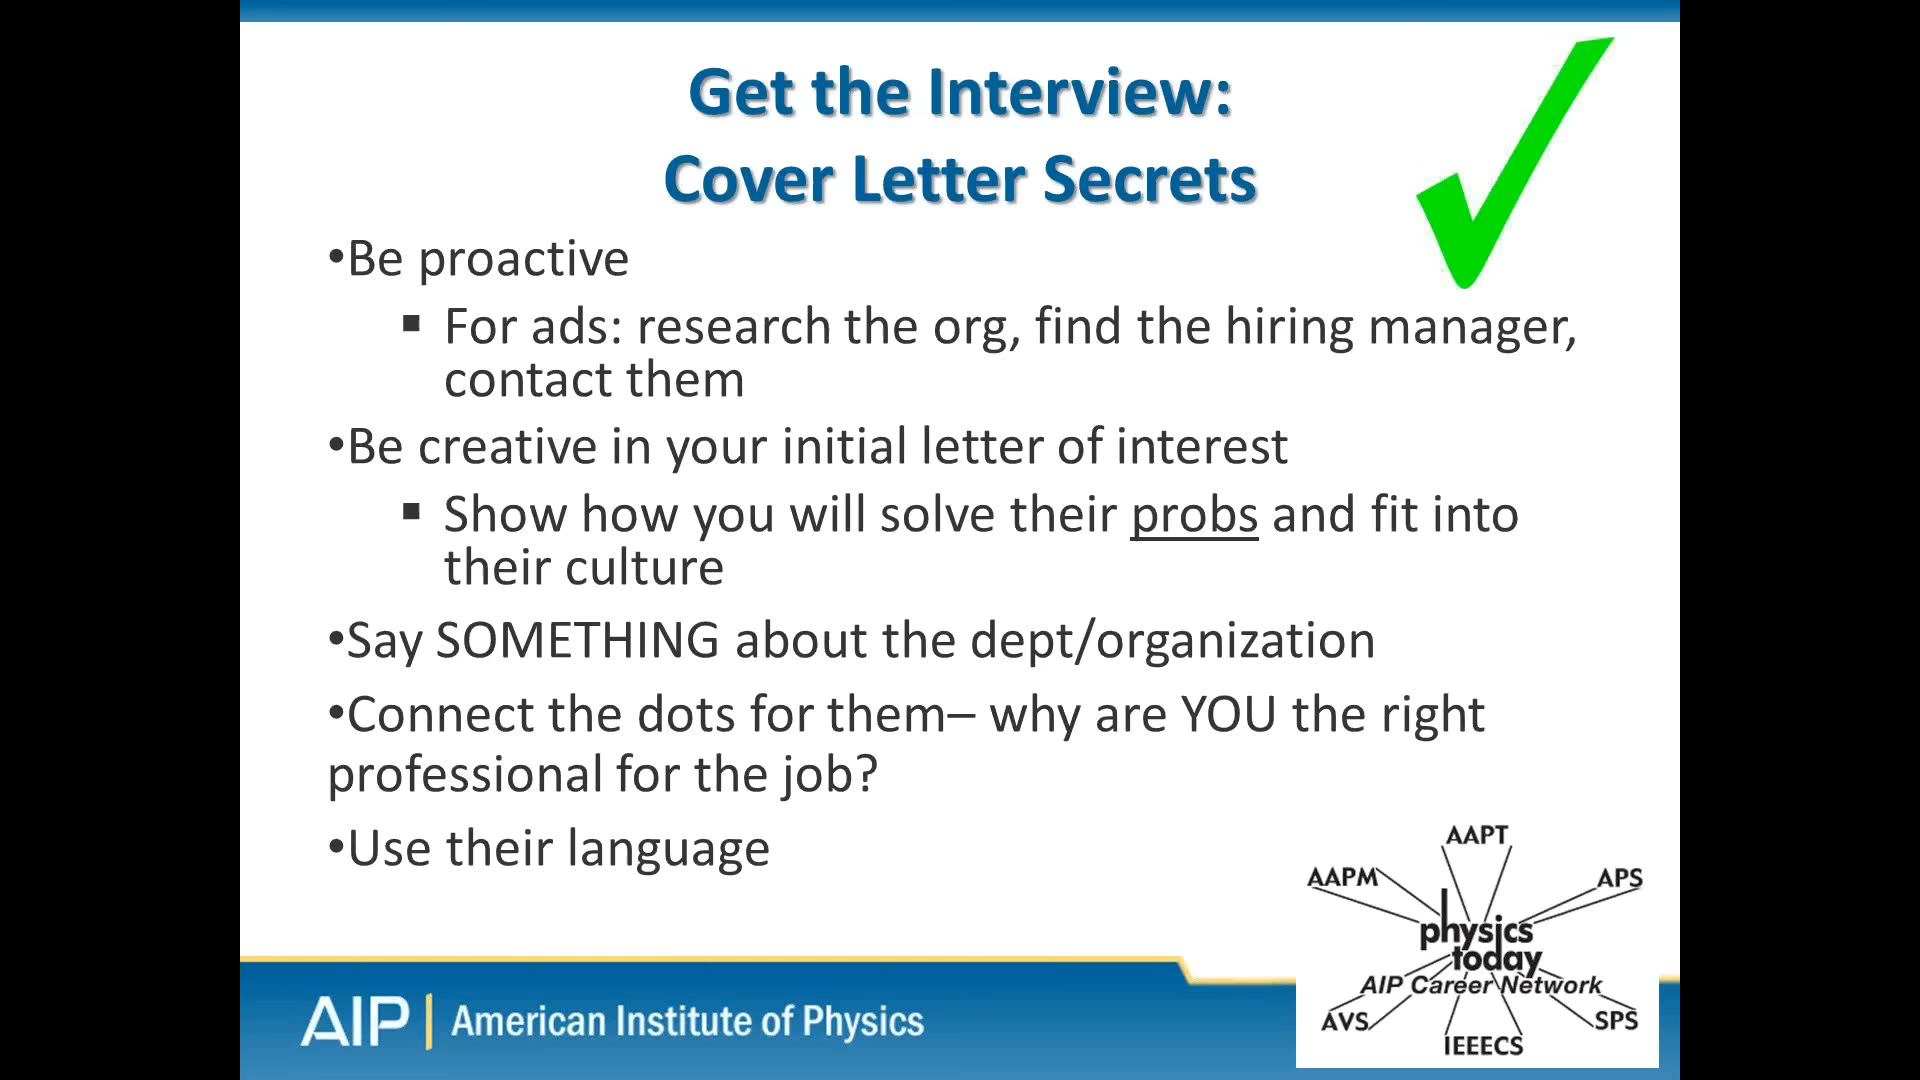 Get the Interview:
Cover Letter Secrets
•Be proactive
▪ For ads: research the org, find the hiring manager,
contact them
•Be creative in your initial letter of interest
▪ Show how you will solve their probs and fit into
their culture
•Say SOMETHING about the dept/organization
•Connect the dots for them– why are YOU the right
professional for the job?
•Use their language
AAPT
AAPM
APS
physics
today
AIP Career Network
AVS
SPS
IEEECS
AIP | American Institute of Physics